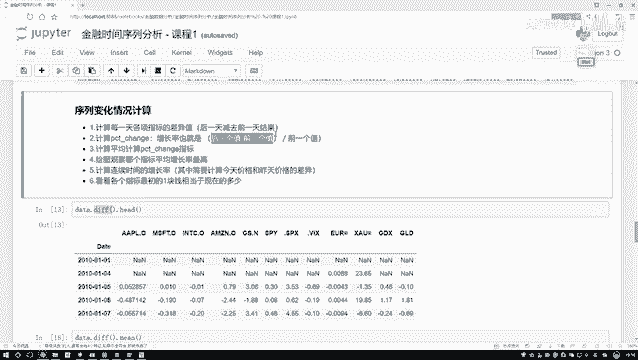 jupyter 金融时间序列分析 - 课程1 (autosaved)
Logout
File Edit View Insert Cell Kernel Widgets Help
Trusted
Markdown
序列变化情况计算
1.计算每一天各项指标的差异值（后一天减去前一天结果）
2.计算pct_change：增长率也就是 （后一个值-前一个值）/前一个值）
3.计算平均计算pct_change指标
4.绘图观察哪个指标平均增长率最高
5.计算连续时间的增长率（其中需要计算今天价格和昨天价格的差异）
6.看看各个指标最初的1块钱相当于现在的多少
In [13]: data.diff().head()
Out[13]:
AAPL.O MSFT.O INTC.O AMZN.O GS.N SPY .SPX .VIX EUR= XAU= GDX GLD
Date
2010-01-01 NaN NaN NaN NaN NaN NaN NaN NaN NaN NaN NaN NaN
2010-01-04 NaN NaN NaN NaN NaN NaN NaN NaN 0.0088 23.65 NaN NaN
2010-01-05 0.052857 0.010 -0.01 0.79 3.06 0.30 3.53 -0.69 -0.0043 -1.35 0.46 -0.10
2010-01-06 -0.487142 -0.190 -0.07 -2.44 -1.88 0.08 0.62 -0.19 0.0044 19.85 1.17 1.81
2010-01-07 -0.055714 -0.318 -0.20 -2.25 3.41 0.48 4.55 -0.10 -0.0094 -6.60 -0.24 -0.69